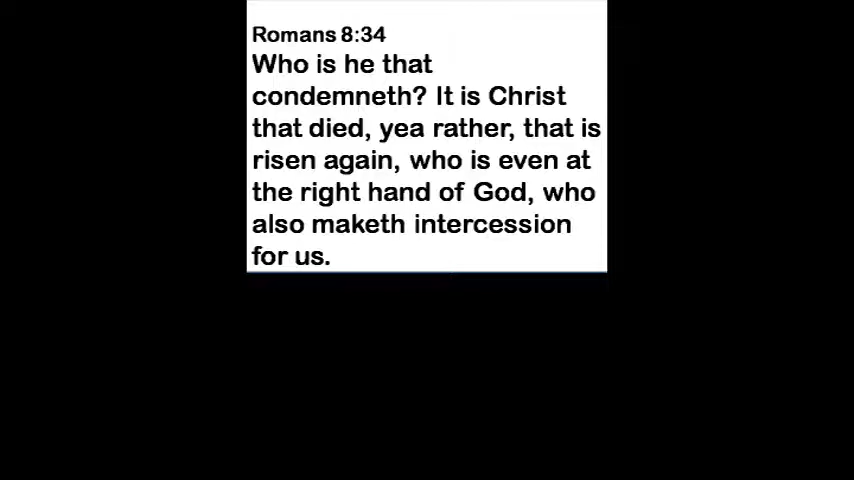 Romans 8:34
Who is he that
condemneth? It is Christ
that died, yea rather, that is
risen again, who is even at
the right hand of God, who
also maketh intercession
for us.